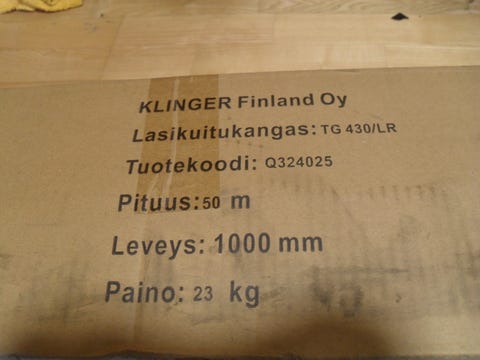 KLINGER Finland Oy
Lasikuitukangas: TG 430/LR
Tuotekoodi: Q324025
Pituus: 50 m
Leveys: 1000 mm
Paino: 23 kg